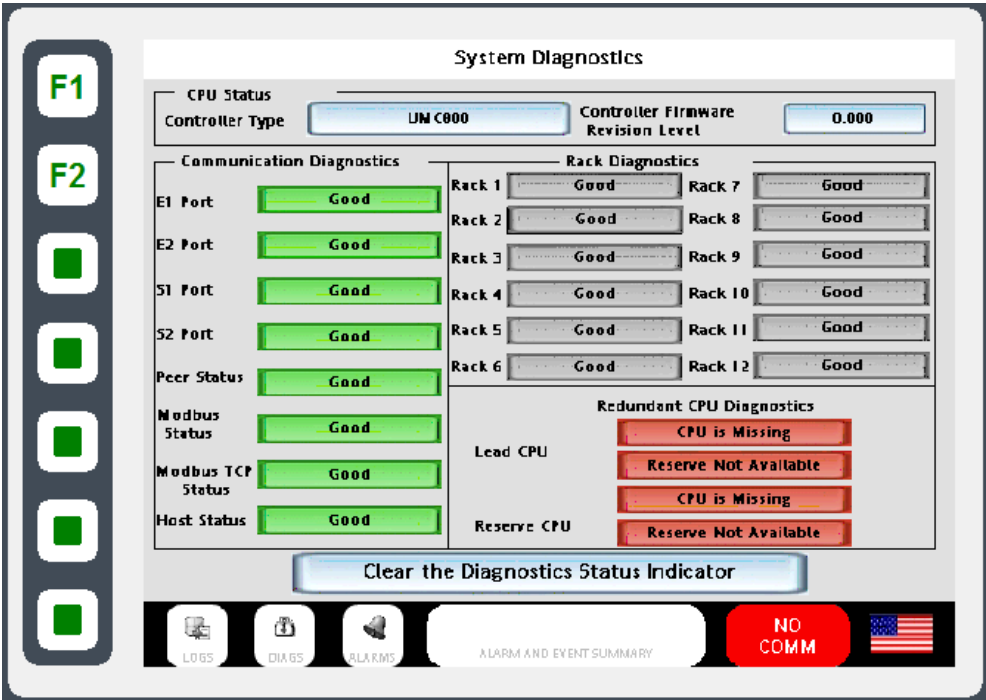 System Diagnostics
F1
CPU Status
Controller Type
UMC800
Controller Firmware
Revision Level
0.000
F2
Communication Diagnostics
E1 Port
Good
E2 Port
Good
S1 Port
Good
S2 Port
Good
Peer Status
Good
Modbus
Status
Good
Modbus TCP
Status
Good
Host Status
Good
Rack Diagnostics
Rack 1
Good
Rack 7
Good
Rack 2
Good
Rack 8
Good
Rack 3
Good
Rack 9
Good
Rack 4
Good
Rack 10
Good
Rack 5
Good
Rack 11
Good
Rack 6
Good
Rack 12
Good
Redundant CPU Diagnostics
Lead CPU
CPU is Missing
Reserve Not Available
Reserve CPU
CPU is Missing
Reserve Not Available
Clear the Diagnostics Status Indicator
LOGS
DIAGS
ALARMS
ALARM AND EVENT SUMMARY
NO
COMM